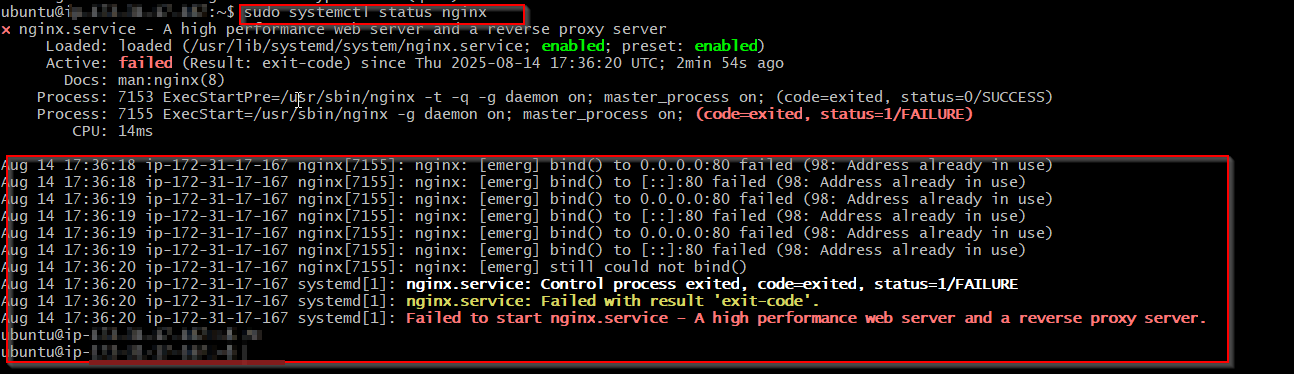 ubuntu@ip- :~$ sudo systemctl status nginx
× nginx.service - A high performance web server and a reverse proxy server
Loaded: loaded (/usr/lib/systemd/system/nginx.service; enabled; preset: enabled)
Active: failed (Result: exit-code) since Thu 2025-08-14 17:36:20 UTC; 2min 54s ago
Docs: man:nginx(8)
Process: 7153 ExecStartPre=/usr/sbin/nginx -t -q -g daemon on; master_process on; (code=exited, status=0/SUCCESS)
Process: 7155 ExecStart=/usr/sbin/nginx -g daemon on; master_process on; (code=exited, status=1/FAILURE)
CPU: 14ms
Aug 14 17:36:18 ip-172-31-17-167 nginx[7155]: nginx: [emerg] bind() to 0.0.0.0:80 failed (98: Address already in use)
Aug 14 17:36:18 ip-172-31-17-167 nginx[7155]: nginx: [emerg] bind() to [::]:80 failed (98: Address already in use)
Aug 14 17:36:19 ip-172-31-17-167 nginx[7155]: nginx: [emerg] bind() to 0.0.0.0:80 failed (98: Address already in use)
Aug 14 17:36:19 ip-172-31-17-167 nginx[7155]: nginx: [emerg] bind() to [::]:80 failed (98: Address already in use)
Aug 14 17:36:19 ip-172-31-17-167 nginx[7155]: nginx: [emerg] bind() to 0.0.0.0:80 failed (98: Address already in use)
Aug 14 17:36:19 ip-172-31-17-167 nginx[7155]: nginx: [emerg] bind() to [::]:80 failed (98: Address already in use)
Aug 14 17:36:20 ip-172-31-17-167 nginx[7155]: nginx: [emerg] still could not bind()
Aug 14 17:36:20 ip-172-31-17-167 systemd[1]: nginx.service: Control process exited, code=exited, status=1/FAILURE
Aug 14 17:36:20 ip-172-31-17-167 systemd[1]: nginx.service: Failed with result 'exit-code'.
Aug 14 17:36:20 ip-172-31-17-167 systemd[1]: Failed to start nginx.service - A high performance web server and a reverse proxy server.
ubuntu@ip-
ubuntu@ip-